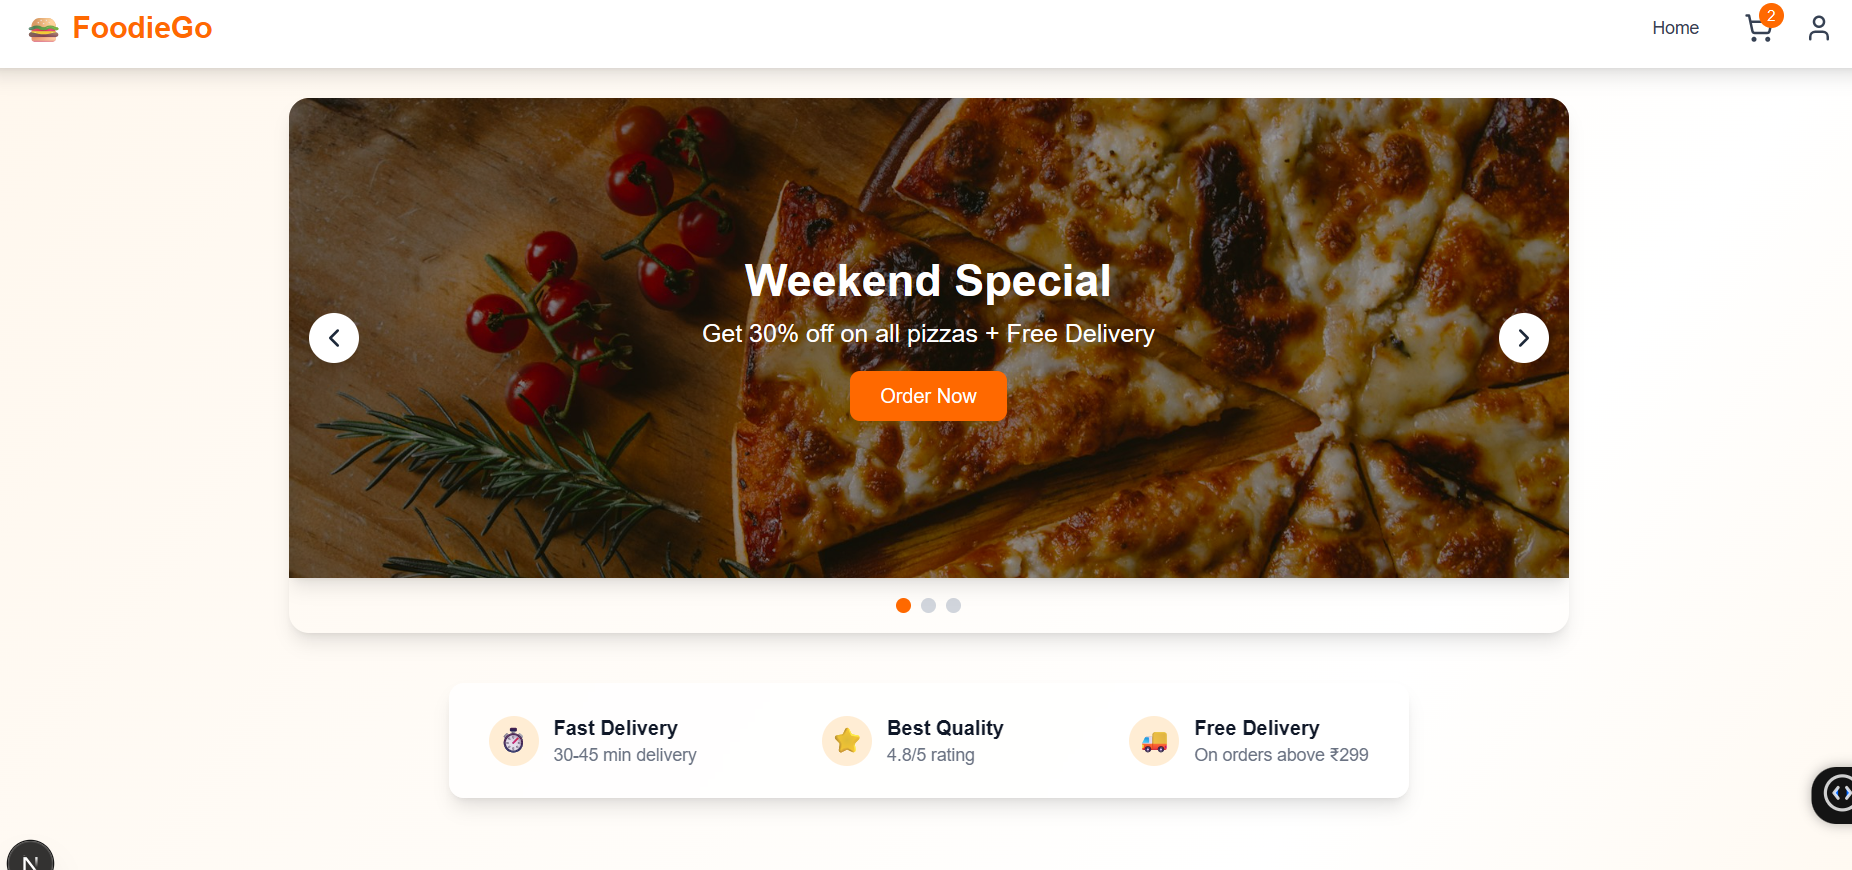 FoodieGo
Home
2
Weekend Special
Get 30% off on all pizzas + Free Delivery
Order Now
Fast Delivery
30-45 min delivery
Best Quality
4.8/5 rating
Free Delivery
On orders above ₹299
N